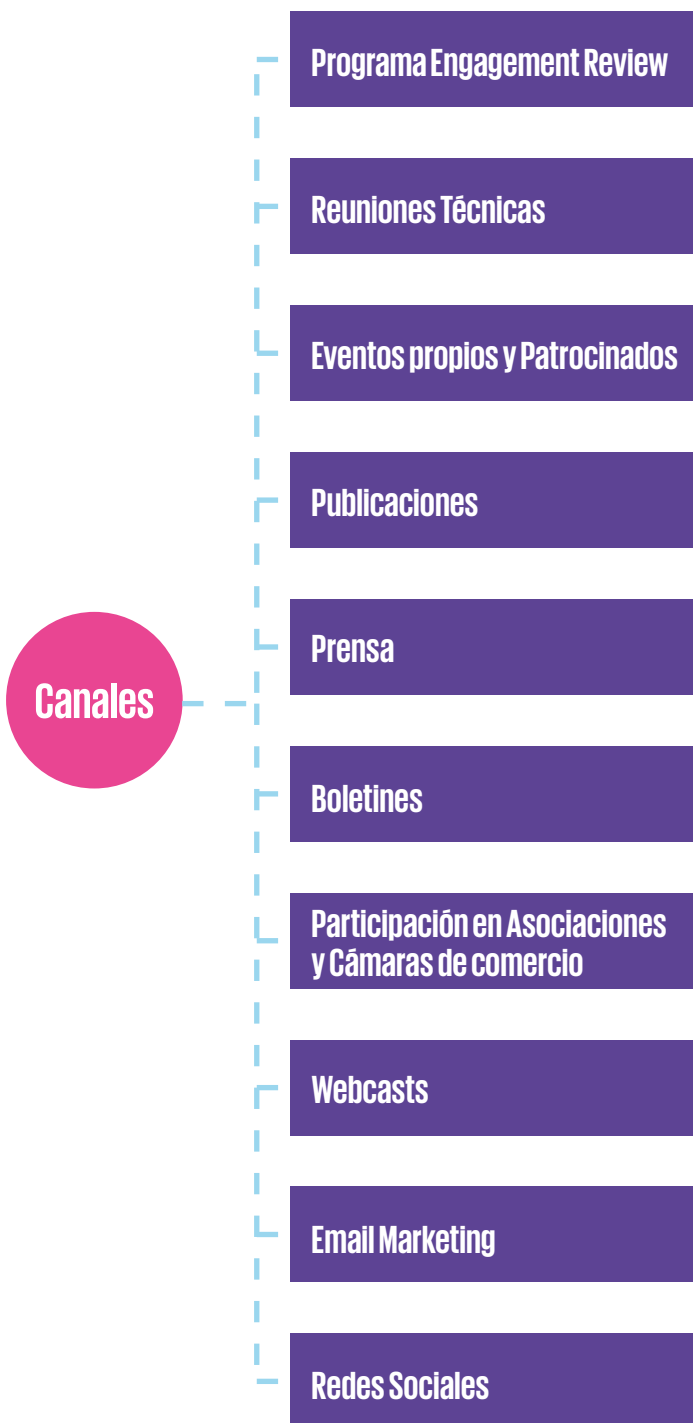 Programa Engagement Review
Reuniones Técnicas
Eventos propios y Patrocinados
Publicaciones
Prensa
Canales
Boletines
Participación en Asociaciones
y Cámaras de comercio
Webcasts
Email Marketing
Redes Sociales